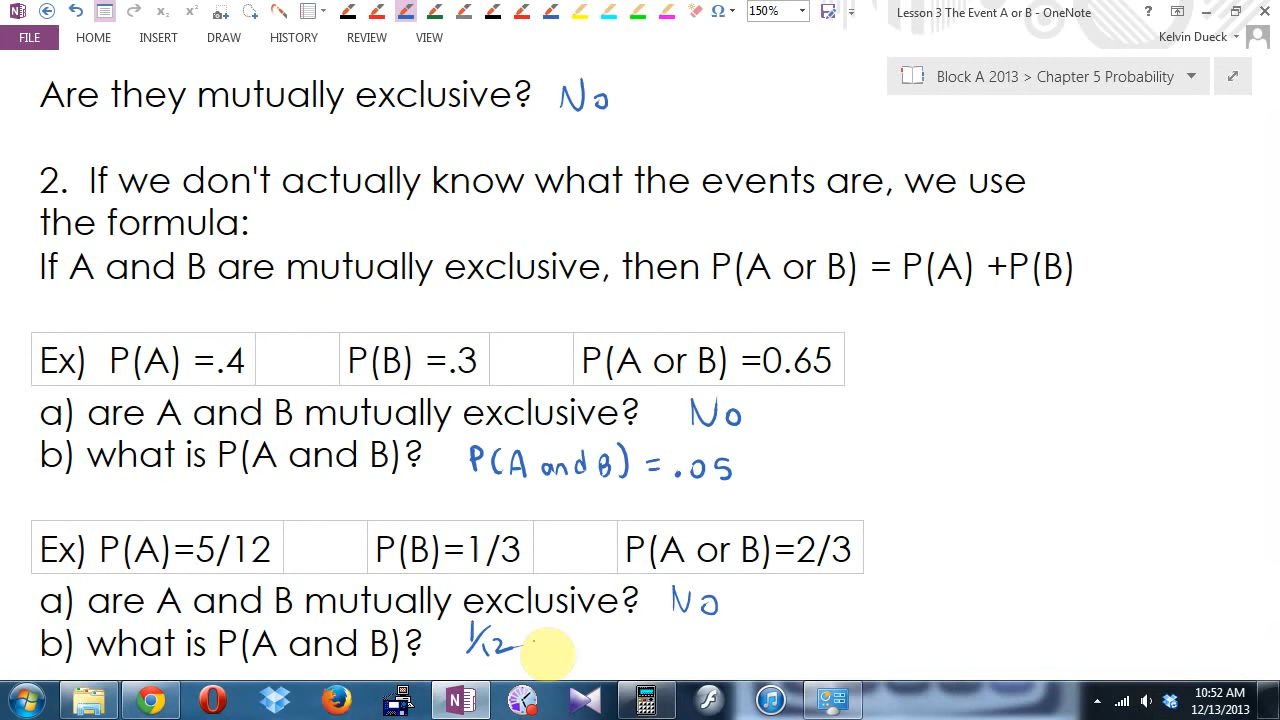 Lesson 3 The Event A or B - OneNote
150%
FILE HOME INSERT DRAW HISTORY REVIEW VIEW
Kelvin Dueck
Block A 2013 > Chapter 5 Probability
Are they mutually exclusive? No
2. If we don't actually know what the events are, we use
the formula:
If A and B are mutually exclusive, then P(A or B) = P(A) +P(B)
Ex) P(A) =.4 P(B) =.3 P(A or B) =0.65
a) are A and B mutually exclusive? No
b) what is P(A and B)? P(A and B) = .05
Ex) P(A)=5/12 P(B)=1/3 P(A or B)=2/3
a) are A and B mutually exclusive? No
b) what is P(A and B)? 1/12
10:52 AM
12/13/2013